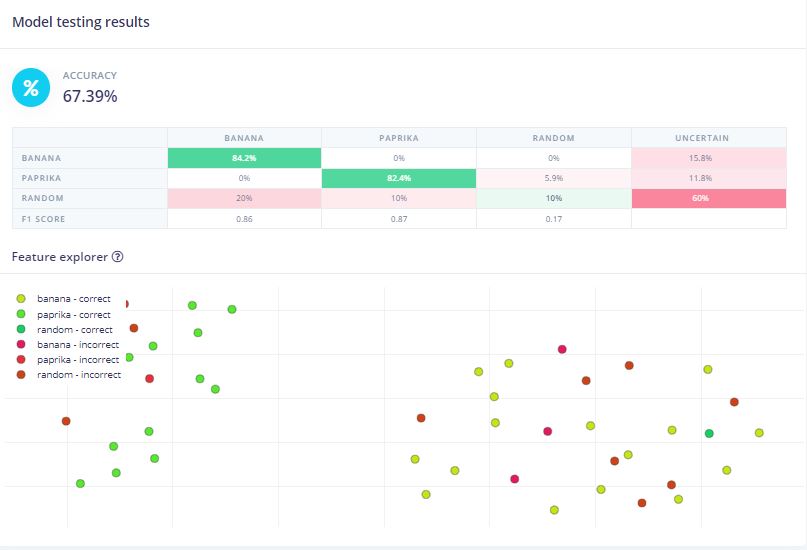 Model testing results
%
ACCURACY
67.39%
BANANA PAPRIKA RANDOM UNCERTAIN
BANANA 84.2% 0% 0% 15.8%
PAPRIKA 0% 82.4% 5.9% 11.8%
RANDOM 20% 10% 10% 60%
F1 SCORE 0.86 0.87 0.17
Feature explorer ?
banana - correct
paprika - correct
random - correct
banana - incorrect
paprika - incorrect
random - incorrect